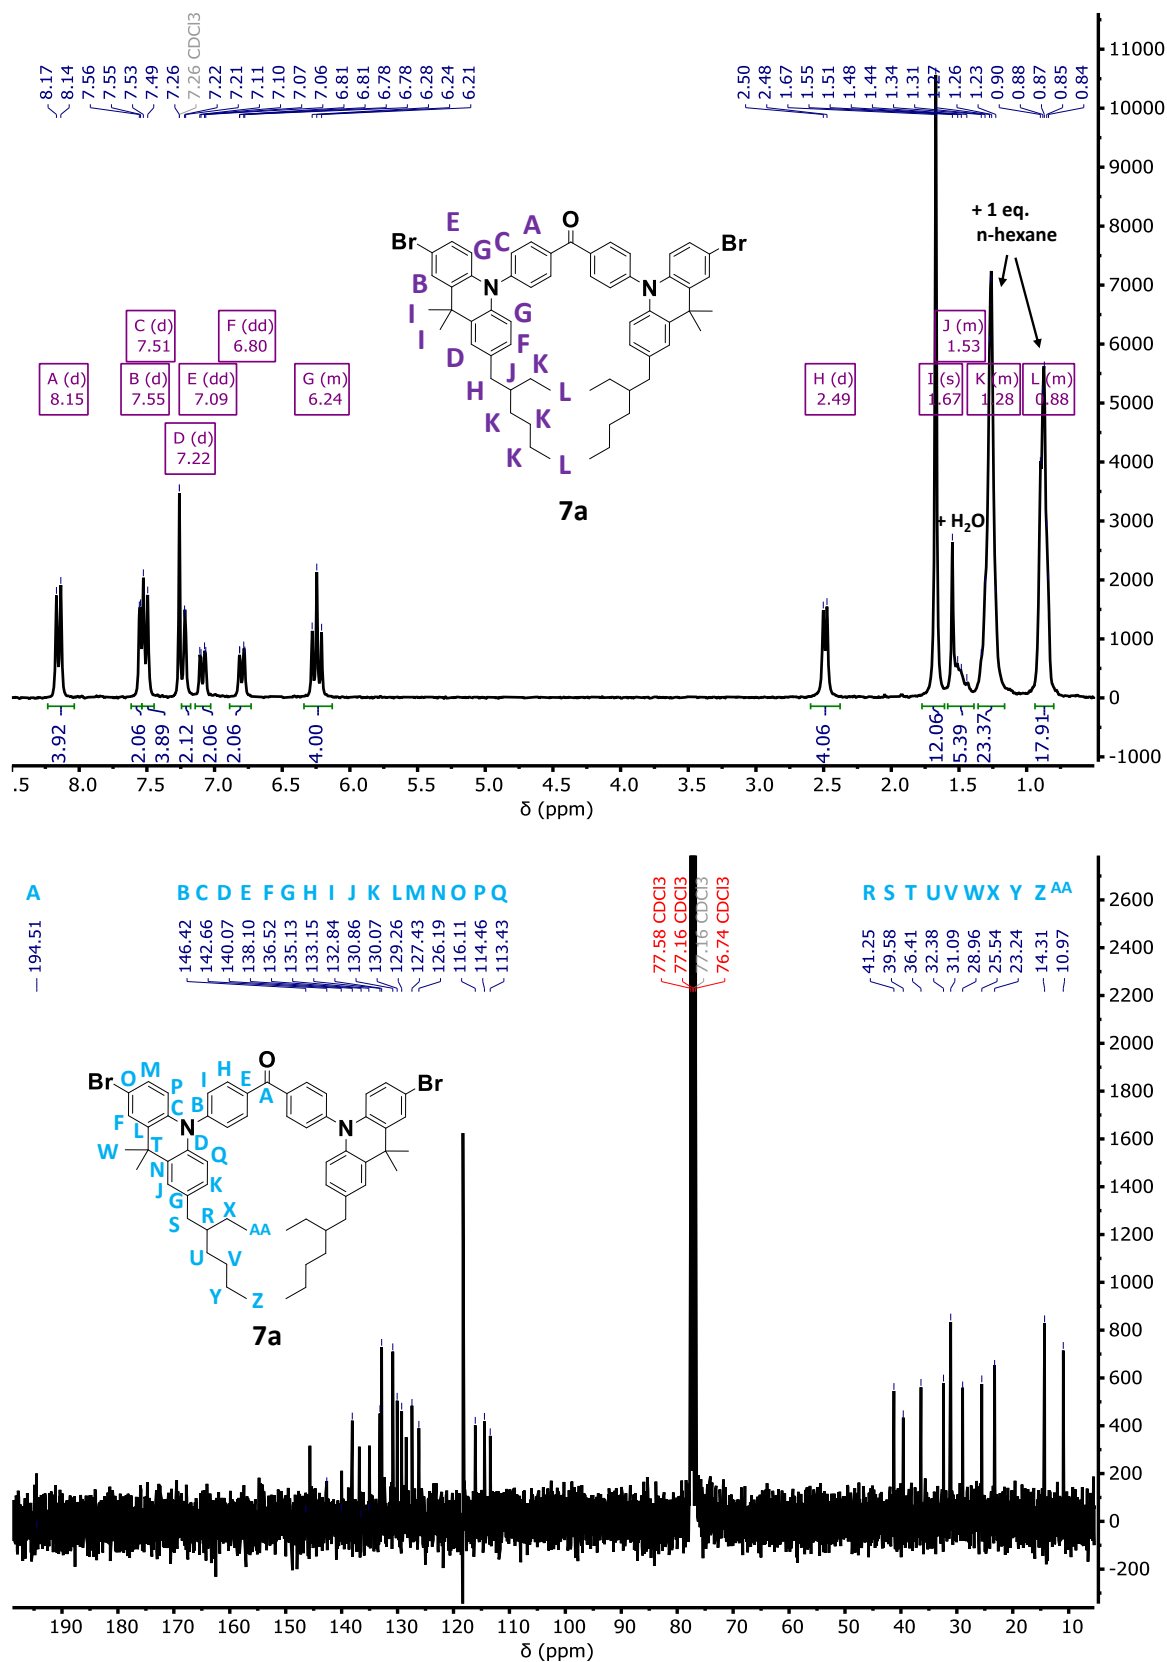 8.17
8.14
7.56
7.55
7.53
7.49
7.26
7.26 CDCl3
7.22
7.21
7.11
7.10
7.07
7.06
6.81
6.81
6.78
6.78
6.28
6.24
6.21
2.50
2.48
1.67
1.55
1.51
1.48
1.44
1.34
1.31
1.27
1.26
1.23
0.90
0.88
0.87
0.85
0.84
11000
10000
9000
8000
7000
6000
5000
4000
3000
2000
1000
0
-1000
+ 1 eq.
n-hexane
+ H2O
Br
E
G
C
A
O
Br
B
N
N
I
I
G
F
D
J
K
H
L
K
K
K
L
7a
A (d)
8.15
C (d)
7.51
B (d)
7.55
D (d)
7.22
E (dd)
7.09
F (dd)
6.80
G (m)
6.24
H (d)
2.49
J (m)
1.53
I (s)
1.67
K (m)
1.28
L (m)
0.88
3.92
2.06
3.89
2.12
2.06
2.06
4.00
4.06
12.06
5.39
23.37
17.91
.5 8.0 7.5 7.0 6.5 6.0 5.5 5.0 4.5 4.0 3.5 3.0 2.5 2.0 1.5 1.0
δ (ppm)
A B C D E F G H I J K L M N O P Q R S T U V W X Y Z AA
194.51
146.42
142.66
140.07
138.10
136.52
135.13
133.15
132.84
130.86
130.07
129.26
127.43
126.19
116.11
114.46
113.43
77.58 CDCl3
77.16 CDCl3
77.16 CDCl3
76.74 CDCl3
41.25
39.58
36.41
32.38
31.09
28.96
25.54
23.24
14.31
10.97
2600
2400
2200
2000
1800
1600
1400
1200
1000
800
600
400
200
0
-200
Br
O
M
P
I
H
E
O
A
Br
F
C
B
L
N
N
W
T
D
Q
N
J
K
G
S
R
X
AA
U
V
Y
Z
7a
190 180 170 160 150 140 130 120 110 100 90 80 70 60 50 40 30 20 10
δ (ppm)